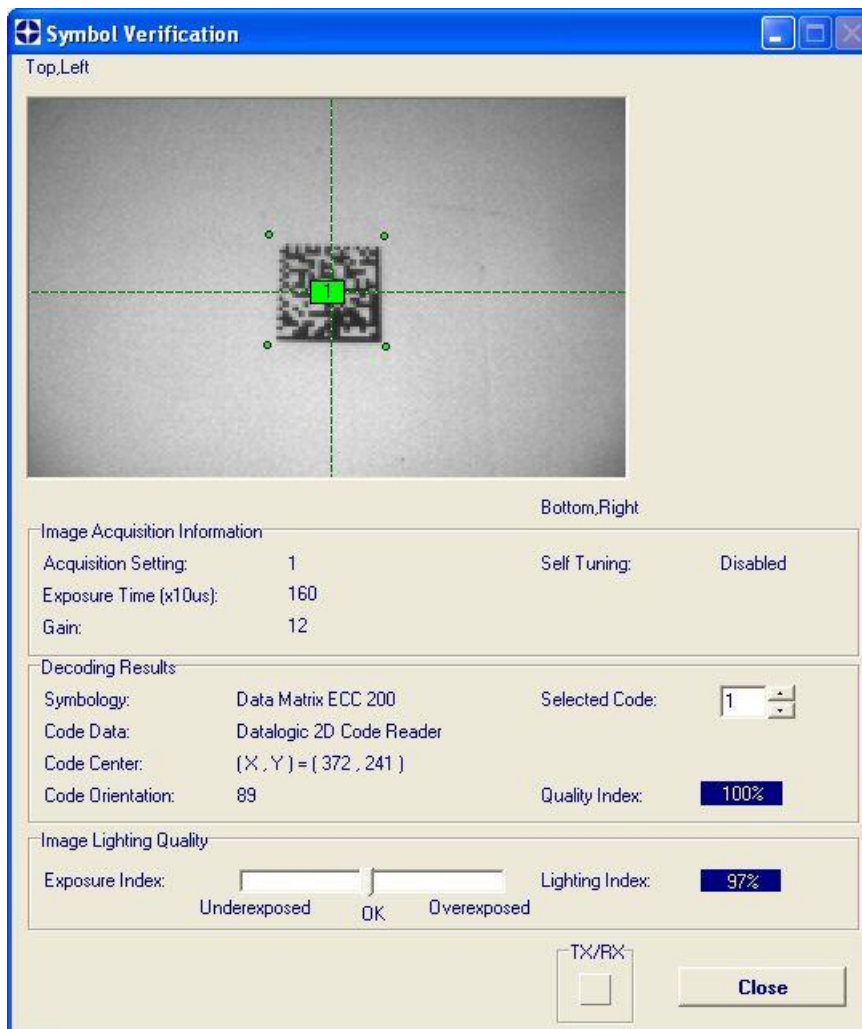 Symbol Verification
Top,Left
1
Bottom,Right
Image Acquisition Information
Acquisition Setting: 1 Self Tuning: Disabled
Exposure Time (x10us): 160
Gain: 12
Decoding Results
Symbology: Data Matrix ECC 200 Selected Code: 1
Code Data: Datalogic 2D Code Reader
Code Center: ( X , Y ) = ( 372 , 241 )
Code Orientation: 89 Quality Index: 100%
Image Lighting Quality
Exposure Index: Lighting Index: 97%
Underexposed OK Overexposed
TX/RX
Close